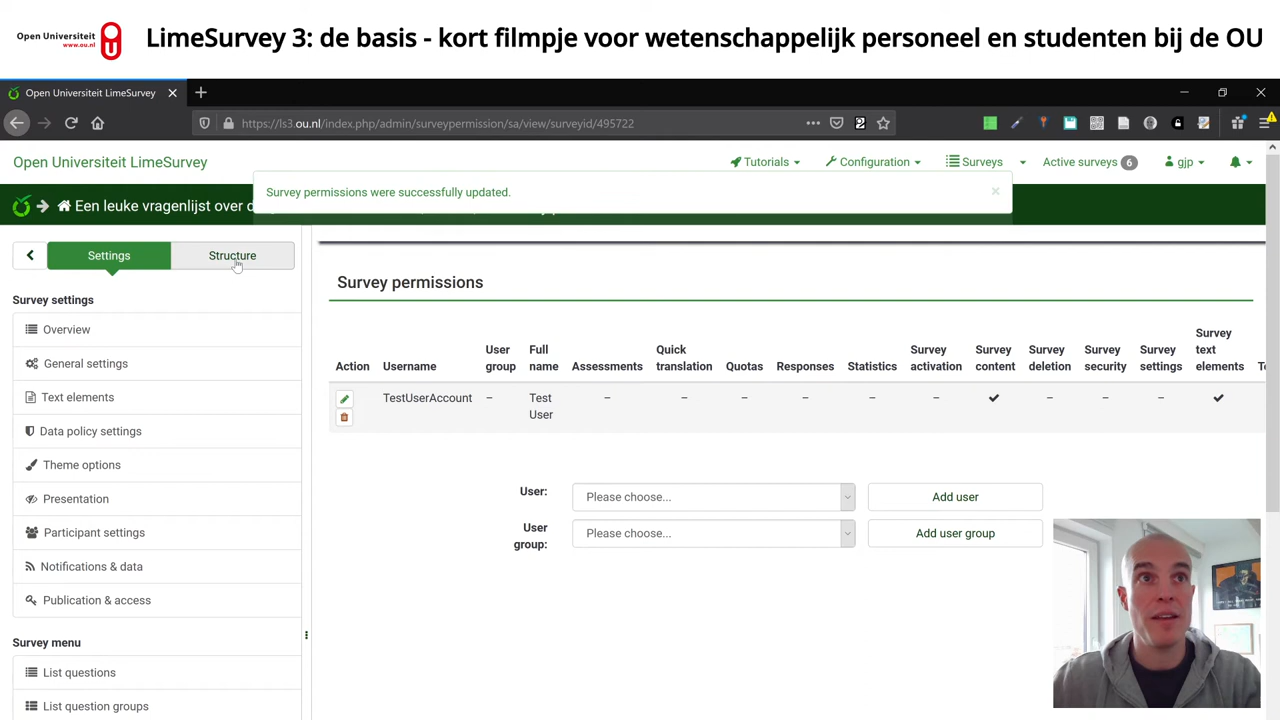 Open Universiteit
www.ou.nl
LimeSurvey 3: de basis - kort filmpje voor wetenschappelijk personeel en studenten bij de OU
Open Universiteit LimeSurvey
https://ls3.ou.nl/index.php/admin/surveypermission/sa/view/surveyid/495722
Open Universiteit LimeSurvey
Tutorials
Configuration
Surveys
Active surveys 6
gjp
Survey permissions were successfully updated.
×
Een leuke vragenlijst over d
Settings
Structure
Survey settings
Overview
General settings
Text elements
Data policy settings
Theme options
Presentation
Participant settings
Notifications & data
Publication & access
Survey menu
List questions
List question groups
Survey permissions
Action Username User group Full name Assessments Quick translation Quotas Responses Statistics Survey activation Survey content Survey deletion Survey security Survey settings Survey text elements
TestUserAccount – Test User – – – – – – ✔ – – – ✔
User: Please choose... Add user
User group: Please choose... Add user group